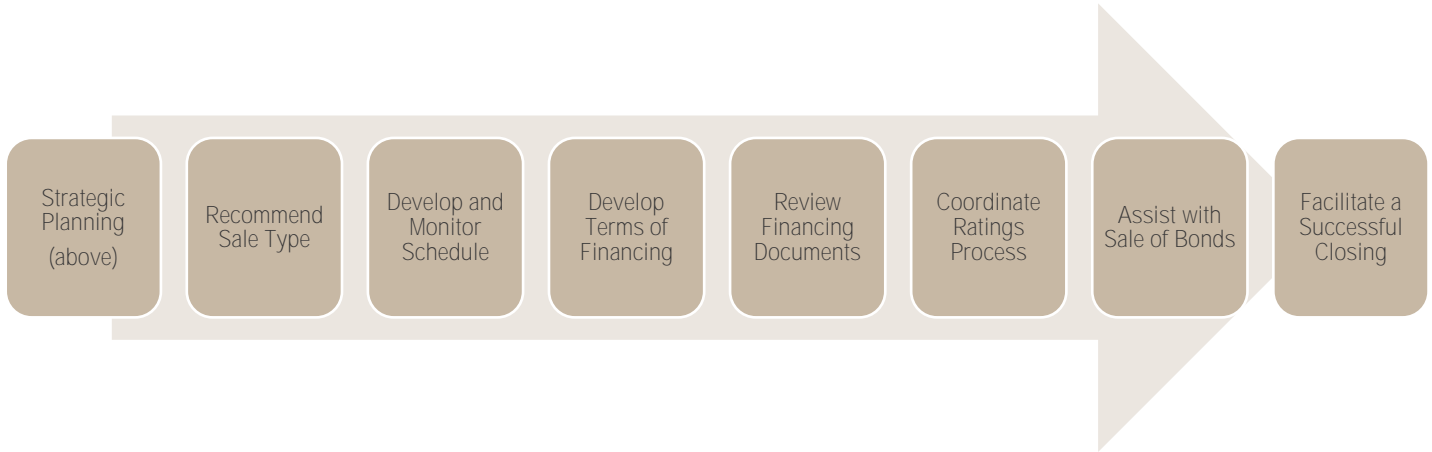 Strategic
Planning
(above)
Recommend
Sale Type
Develop and
Monitor
Schedule
Develop
Terms of
Financing
Review
Financing
Documents
Coordinate
Ratings
Process
Assist with
Sale of Bonds
Facilitate a
Successful
Closing